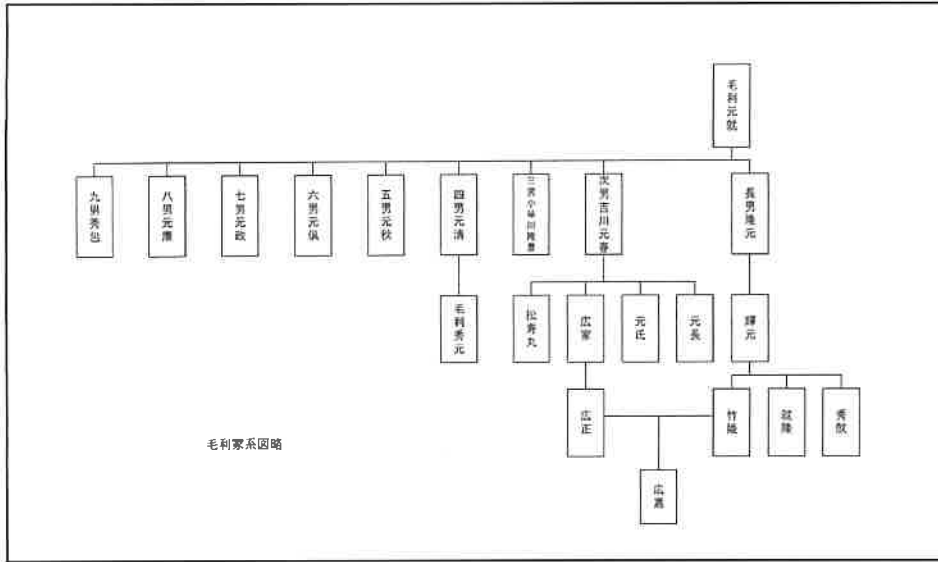 毛利元就
長男隆元
次男吉川元春
三男小早川隆景
四男元清
五男元秋
六男元倶
七男元政
八男元康
九男秀包
輝元
元長
元氏
広家
松寿丸
毛利秀元
秀就
就隆
竹姫
広正
広嘉
毛利家系図略